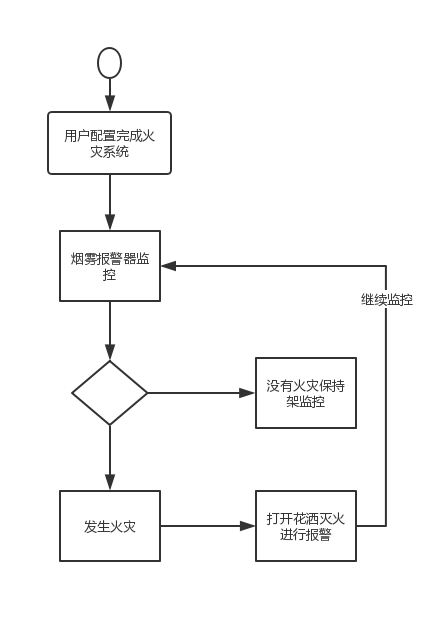 用户配置完成火
灾系统
烟雾报警器监
控
继续监控
没有火灾保持
架监控
发生火灾
打开花洒灭火
进行报警